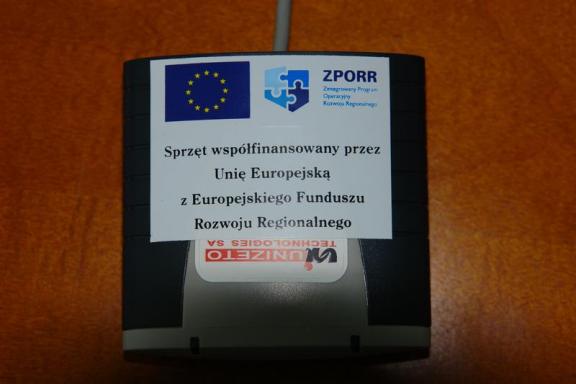 ZPORR
Zintegrowany Program
Operacyjny
Rozwoju Regionalnego
Sprzęt współfinansowany przez
Unię Europejską
z Europejskiego Funduszu
Rozwoju Regionalnego
UNIZETO
TECHNOLOGIES SA